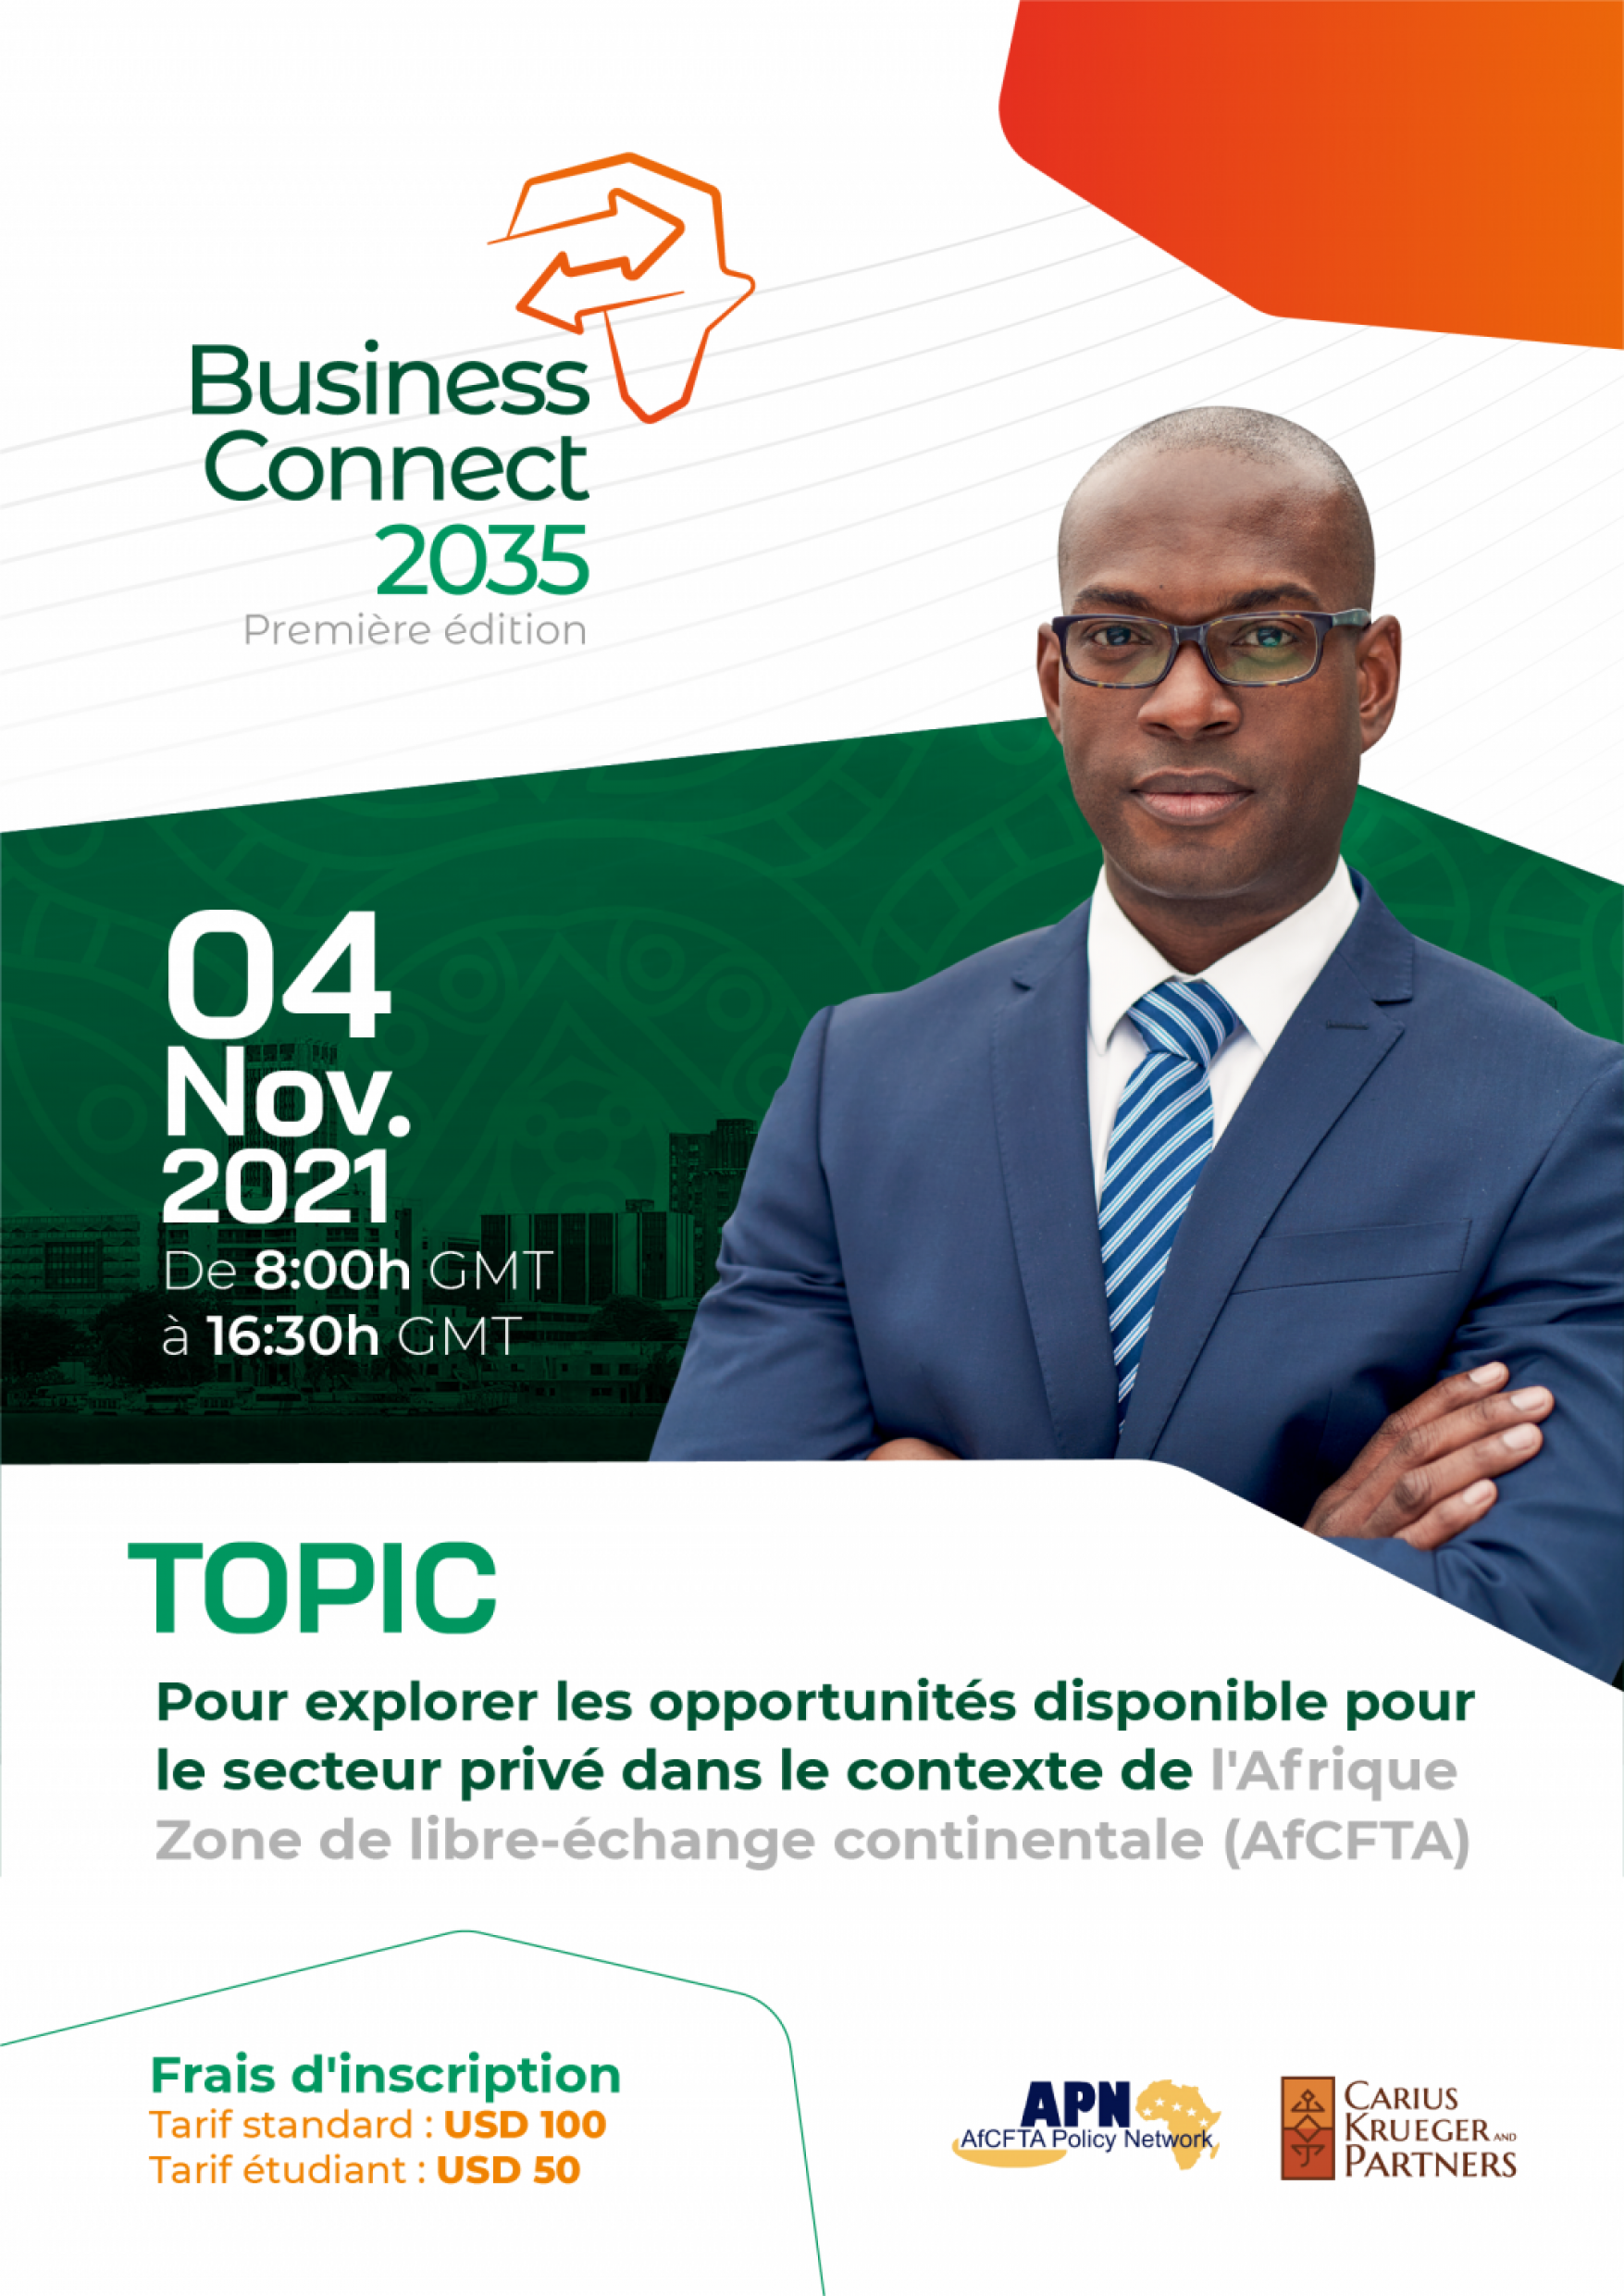 Business
Connect
2035
Première édition
04
Nov.
2021
De 8:00h GMT
à 16:30h GMT
TOPIC
Pour explorer les opportunités disponible pour
le secteur privé dans le contexte de l'Afrique
Zone de libre-échange continentale (AfCFTA)
Frais d'inscription
Tarif standard : USD 100
Tarif étudiant : USD 50
APN
AfCFTA Policy Network
CARIUS
KRUEGER AND
PARTNERS